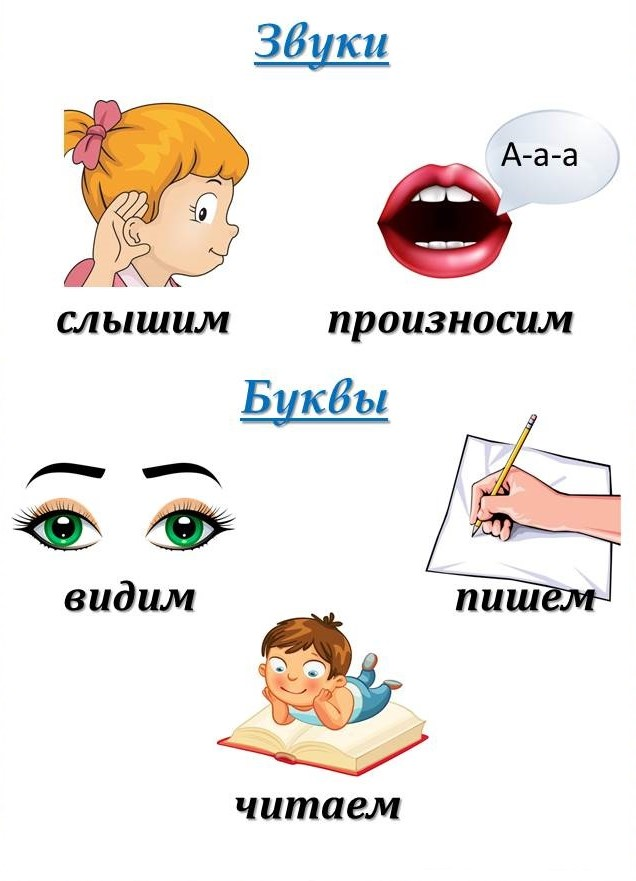 Звуки
А-а-а
слышим произносим
Буквы
видим пишем
читаем